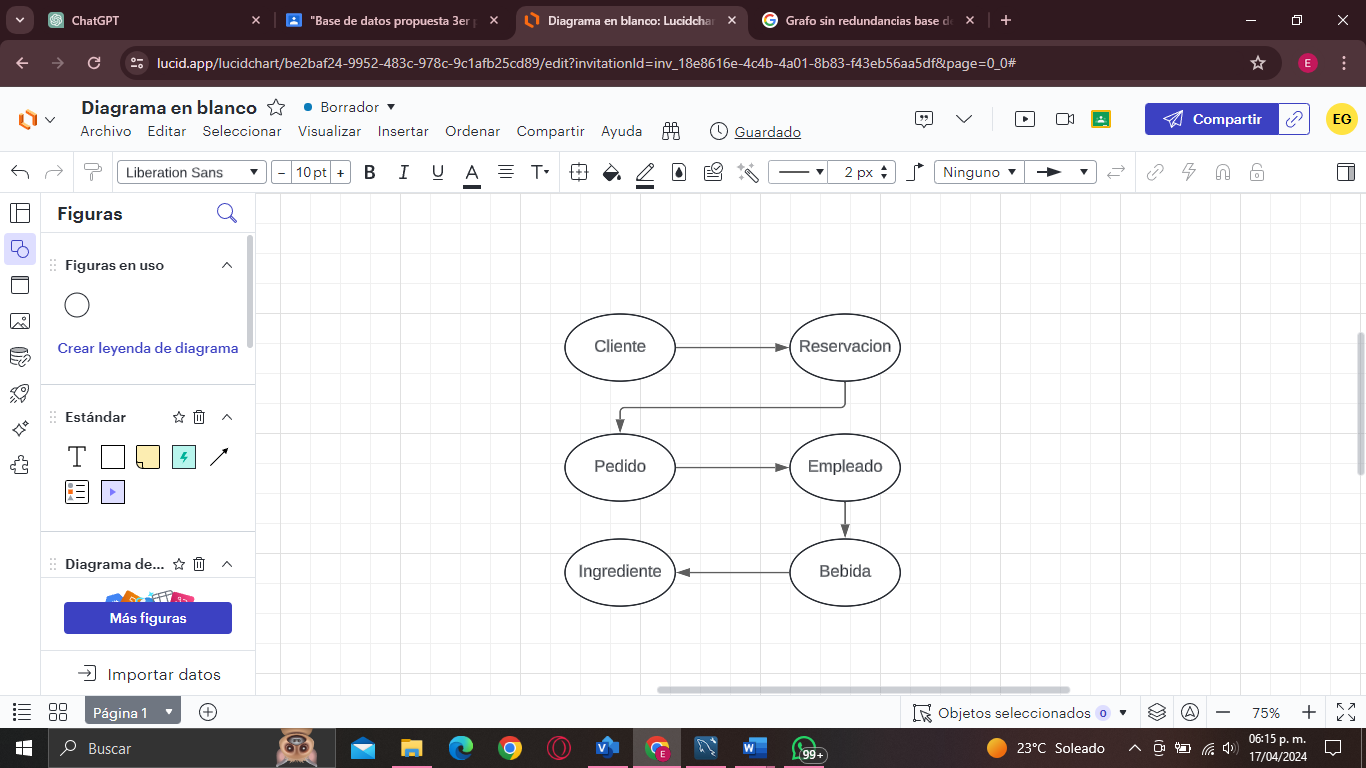 ChatGPT
"Base de datos propuesta 3er p
Diagrama en blanco: Lucidchar
Grafo sin redundancias base de
lucid.app/lucidchart/be2baf24-9952-483c-978c-9c1afb25cd89/edit?invitationId=inv_18e8616e-4c4b-4a01-8b83-f43eb56aa5df&page=0_0#
E
Diagrama en blanco
Borrador
Archivo Editar Seleccionar Visualizar Insertar Ordenar Compartir Ayuda
Guardado
Compartir
EG
Liberation Sans
- 10 pt +
B I U A T
2 px
Ninguno
Figuras
Figuras en uso
Crear leyenda de diagrama
Estándar
T
Diagrama de...
Más figuras
Importar datos
Cliente
Reservacion
Pedido
Empleado
Ingrediente
Bebida
Página 1
Objetos seleccionados 0
75%
Buscar
E
99+
23°C Soleado
06:15 p. m.
17/04/2024